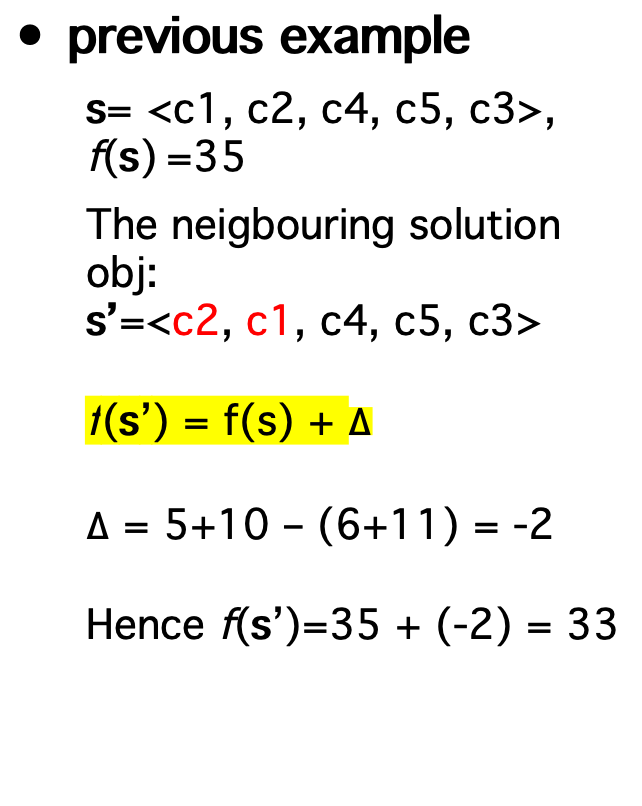 • previous example
s= <c1, c2, c4, c5, c3>,
f(s) =35
The neigbouring solution
obj:
s’=<c2, c1, c4, c5, c3>
f(s’) = f(s) + Δ
Δ = 5+10 – (6+11) = -2
Hence f(s’)=35 + (-2) = 33